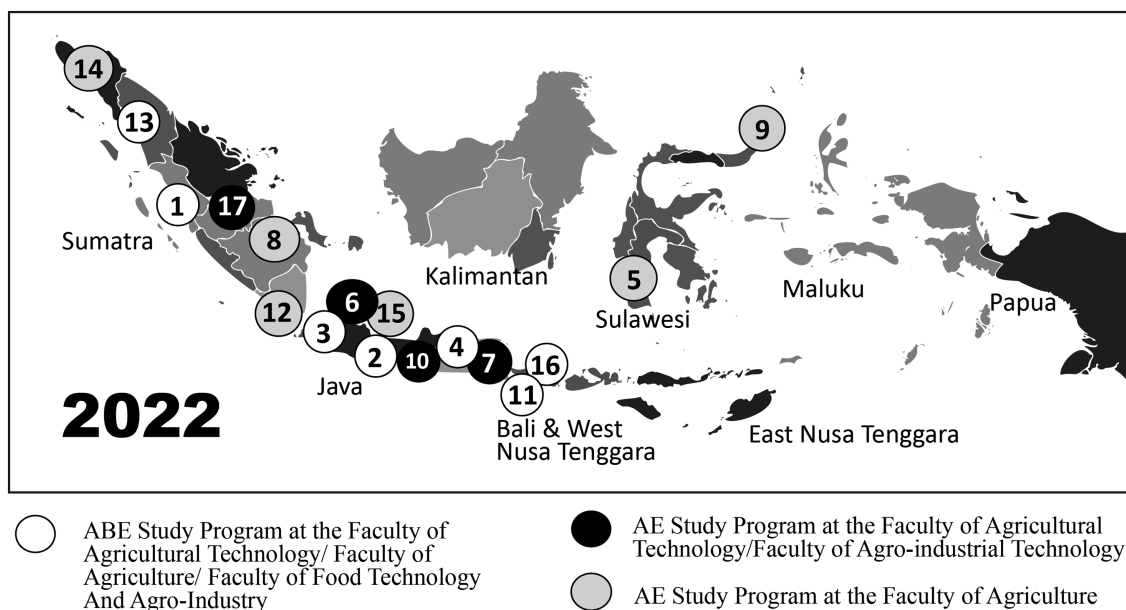 14
13
9
1
17
Sumatra
8
Kalimantan
5
Maluku
Papua
6
12
15
Sulawesi
3
4
2
10
7
16
Java
11
2022
Bali & West
Nusa Tenggara
East Nusa Tenggara
ABE Study Program at the Faculty of
Agricultural Technology/ Faculty of
Agriculture/ Faculty of Food Technology
And Agro-Industry
AE Study Program at the Faculty of Agricultural
Technology/Faculty of Agro-industrial Technology
AE Study Program at the Faculty of Agriculture